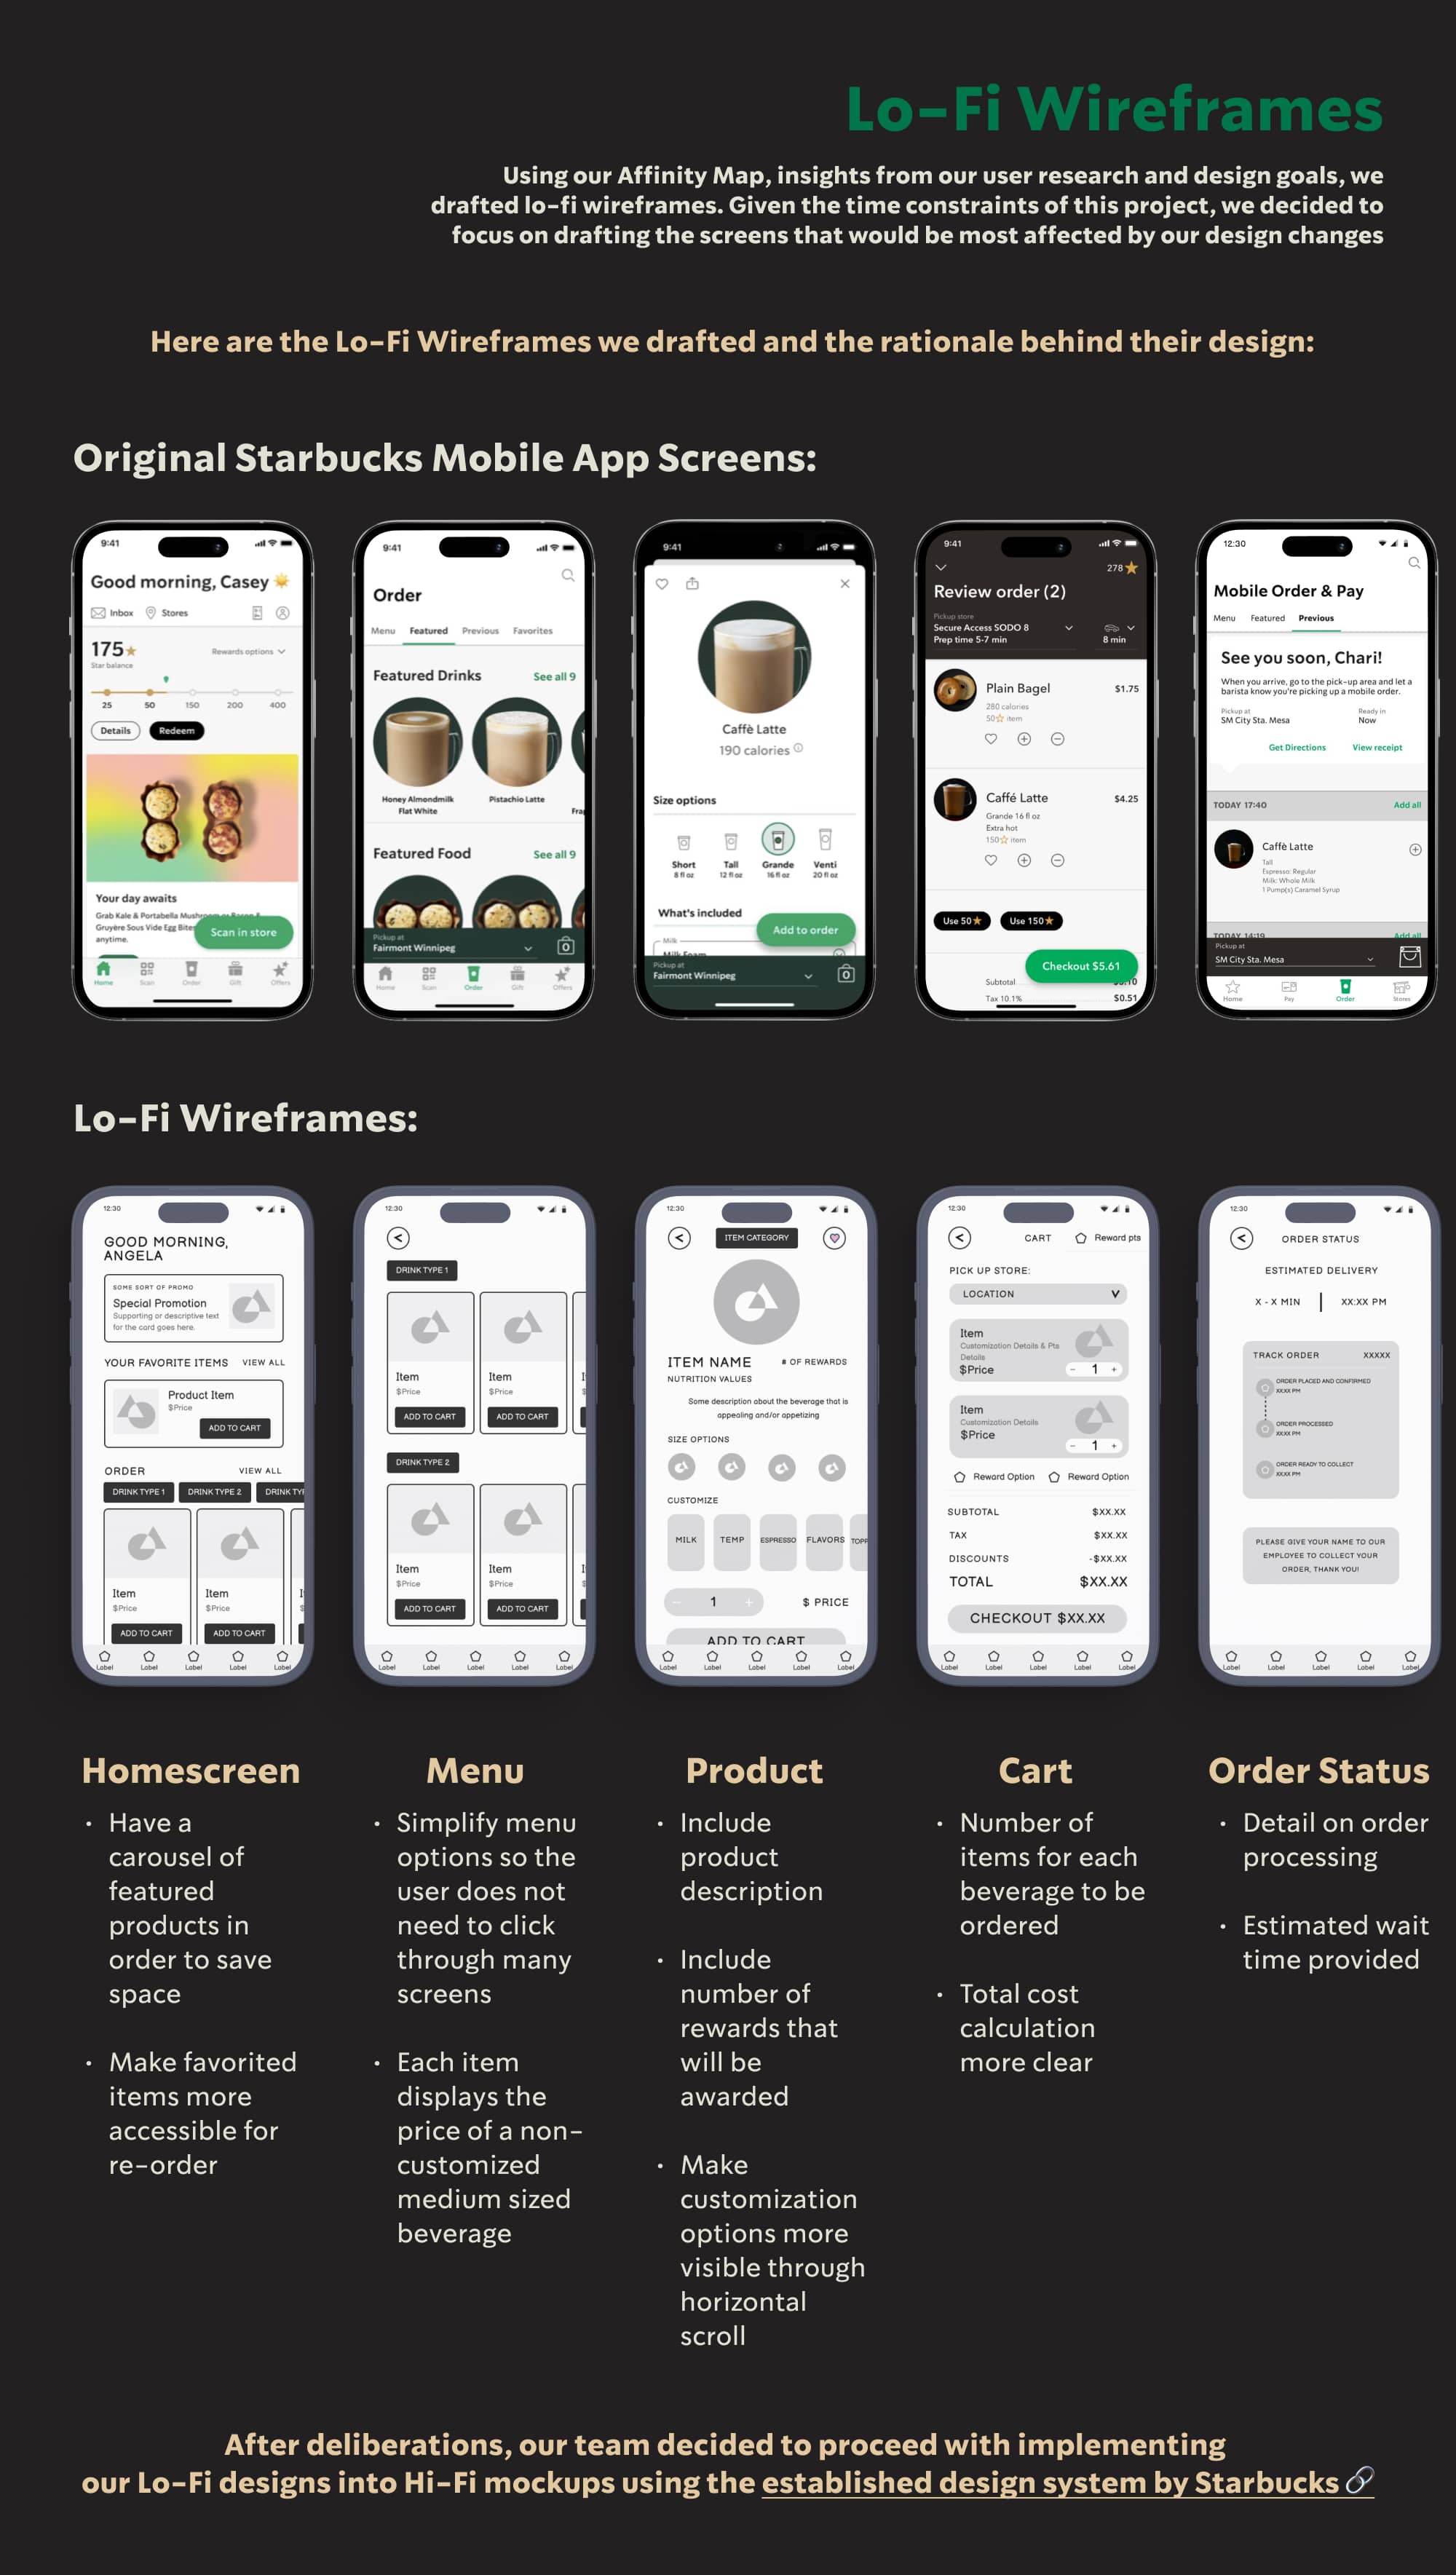 Lo-Fi Wireframes
Using our Affinity Map, insights from our user research and design goals, we
drafted lo-fi wireframes. Given the time constraints of this project, we decided to
focus on drafting the screens that would be most affected by our design changes
Here are the Lo-Fi Wireframes we drafted and the rationale behind their design:
Original Starbucks Mobile App Screens:
9:41
Good morning, Casey
Inbox
Stores
175
Star balance
Rewards options
25 50 150 200 400
Details
Redeem
Your day awaits
Grab Kale & Portabella
Gruyère Sous Vide Egg
anytime.
Scan in store
Home Scan Order Gift Offers
9:41
Order
Menu Featured Previous Favorites
Featured Drinks
See all 9
Honey Almondmilk
Flat White
Pistachio Latte
Featured Food
See all 9
Pickup at
Fairmont Winnipeg
0
Home Scan Order Gift Offers
9:41
Caffè Latte
190 calories
Size options
Short Tall Grande Venti
8 fl oz 12 fl oz 16 fl oz 20 fl oz
What's included
Milk
Add to order
Pickup at
Fairmont Winnipeg
0
9:41
278
Review order (2)
Pickup store
Secure Access SODO 8
Prep time 5-7 min
8 min
Plain Bagel
$1.75
280 calories
50 item
Caffé Latte
$4.25
Grande 16 fl oz
Extra hot
150 item
Use 50
Use 150
Checkout $5.61
Subtotal
Tax 10.1%
$0.51
12:30
Mobile Order & Pay
Menu Featured Previous
See you soon, Chari!
When you arrive, go to the pick-up area and let a
barista know you're picking up a mobile order.
Pickup at
SM City Sta. Mesa
Ready in
Now
Get Directions
View receipt
TODAY 17:40
Add all
Caffè Latte
Tall
Espresso: Regular
Milk: Whole Milk
1 Pump(s) Caramel Syrup
TODAY 14:19
Add all
Pickup at
SM City Sta. Mesa
Home Pay Order Stores
Lo-Fi Wireframes:
12:30
GOOD MORNING,
ANGELA
SOME SORT OF PROMO
Special Promotion
Supporting or descriptive text
for the card goes here.
YOUR FAVORITE ITEMS
VIEW ALL
Product Item
$Price
ADD TO CART
ORDER
VIEW ALL
DRINK TYPE 1
DRINK TYPE 2
DRINK TY
Item
$Price
ADD TO CART
Item
$Price
ADD TO CART
Label Label Label Label Label
12:30
DRINK TYPE 1
Item
$Price
ADD TO CART
Item
$Price
ADD TO CART
DRINK TYPE 2
Item
$Price
ADD TO CART
Item
$Price
ADD TO CART
Label Label Label Label Label
12:30
ITEM CATEGORY
ITEM NAME
# OF REWARDS
NUTRITION VALUES
Some description about the beverage that is
appealing and/or appetizing
SIZE OPTIONS
CUSTOMIZE
MILK TEMP ESPRESSO FLAVORS TOPP
- 1 +
$ PRICE
ADD TO CART
Label Label Label Label Label
12:30
CART
Reward pts
PICK UP STORE:
LOCATION
Item
Customization Details & Pts
Details
$Price
- 1 +
Item
Customization Details
$Price
- 1 +
Reward Option
Reward Option
SUBTOTAL $XX.XX
TAX $XX.XX
DISCOUNTS -$XX.XX
TOTAL $XX.XX
CHECKOUT $XX.XX
Label Label Label Label Label
12:30
ORDER STATUS
ESTIMATED DELIVERY
X - X MIN
XX:XX PM
TRACK ORDER
XXXXX
ORDER PLACED AND CONFIRMED
XX:XX PM
ORDER PROCESSED
XX:XX PM
ORDER READY TO COLLECT
XX:XX PM
PLEASE GIVE YOUR NAME TO OUR
EMPLOYEE TO COLLECT YOUR
ORDER, THANK YOU!
Label Label Label Label Label
Homescreen
• Have a
carousel of
featured
products in
order to save
space
• Make favorited
items more
accessible for
re-order
Menu
• Simplify menu
options so the
user does not
need to click
through many
screens
• Each item
displays the
price of a non-
customized
medium sized
beverage
Product
• Include
product
description
• Include
number of
rewards that
will be
awarded
• Make
customization
options more
visible through
horizontal
scroll
Cart
• Number of
items for each
beverage to be
ordered
• Total cost
calculation
more clear
Order Status
• Detail on order
processing
• Estimated wait
time provided
After deliberations, our team decided to proceed with implementing
our Lo-Fi designs into Hi-Fi mockups using the established design system by Starbucks